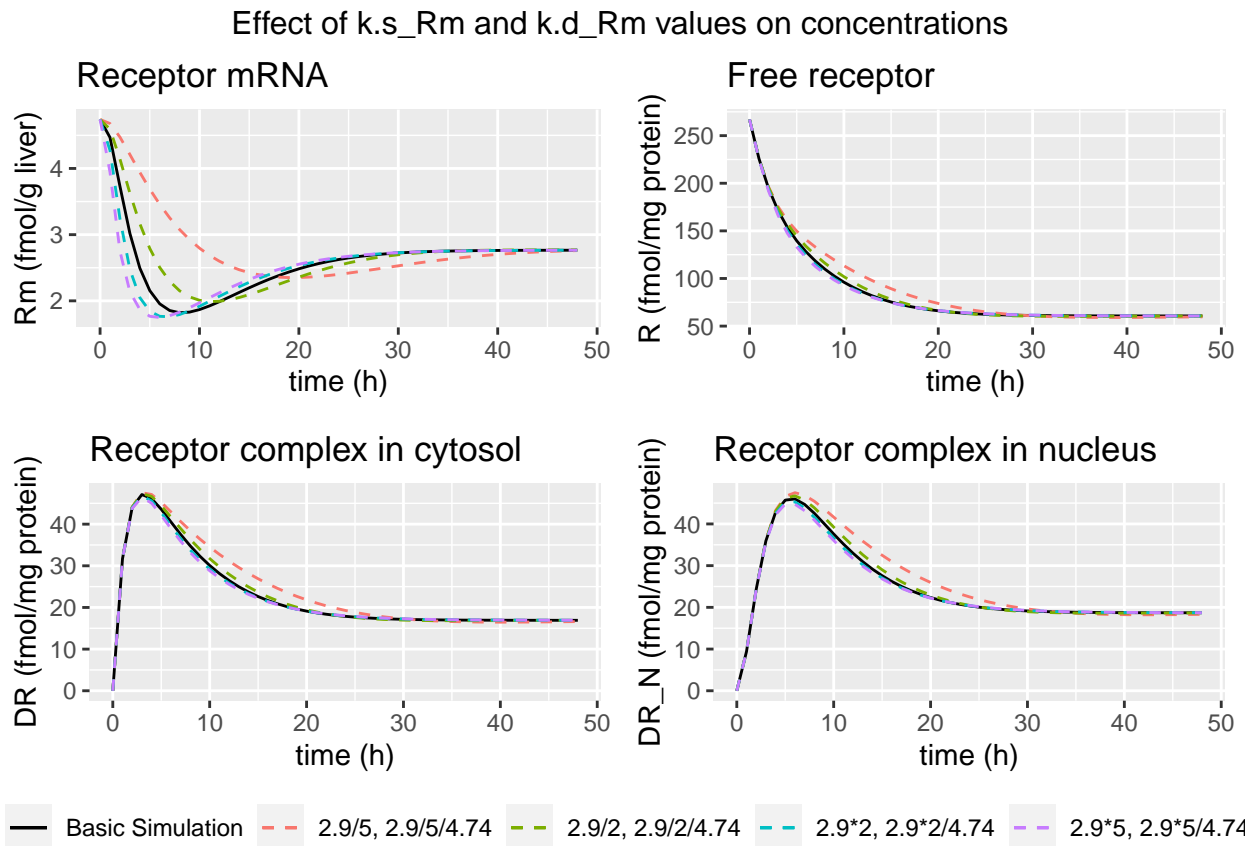 Effect of k.s_Rm and k.d_Rm values on concentrations
Receptor mRNA
Rm (fmol/g liver)
4
3
2
0 10 20 30 40 50
time (h)
Free receptor
R (fmol/mg protein)
250
200
150
100
50
0 10 20 30 40 50
time (h)
Receptor complex in cytosol
DR (fmol/mg protein)
40
30
20
10
0
0 10 20 30 40 50
time (h)
Receptor complex in nucleus
DR_N (fmol/mg protein)
40
30
20
10
0
0 10 20 30 40 50
time (h)
Basic Simulation 2.9/5, 2.9/5/4.74 2.9/2, 2.9/2/4.74 2.9*2, 2.9*2/4.74 2.9*5, 2.9*5/4.74